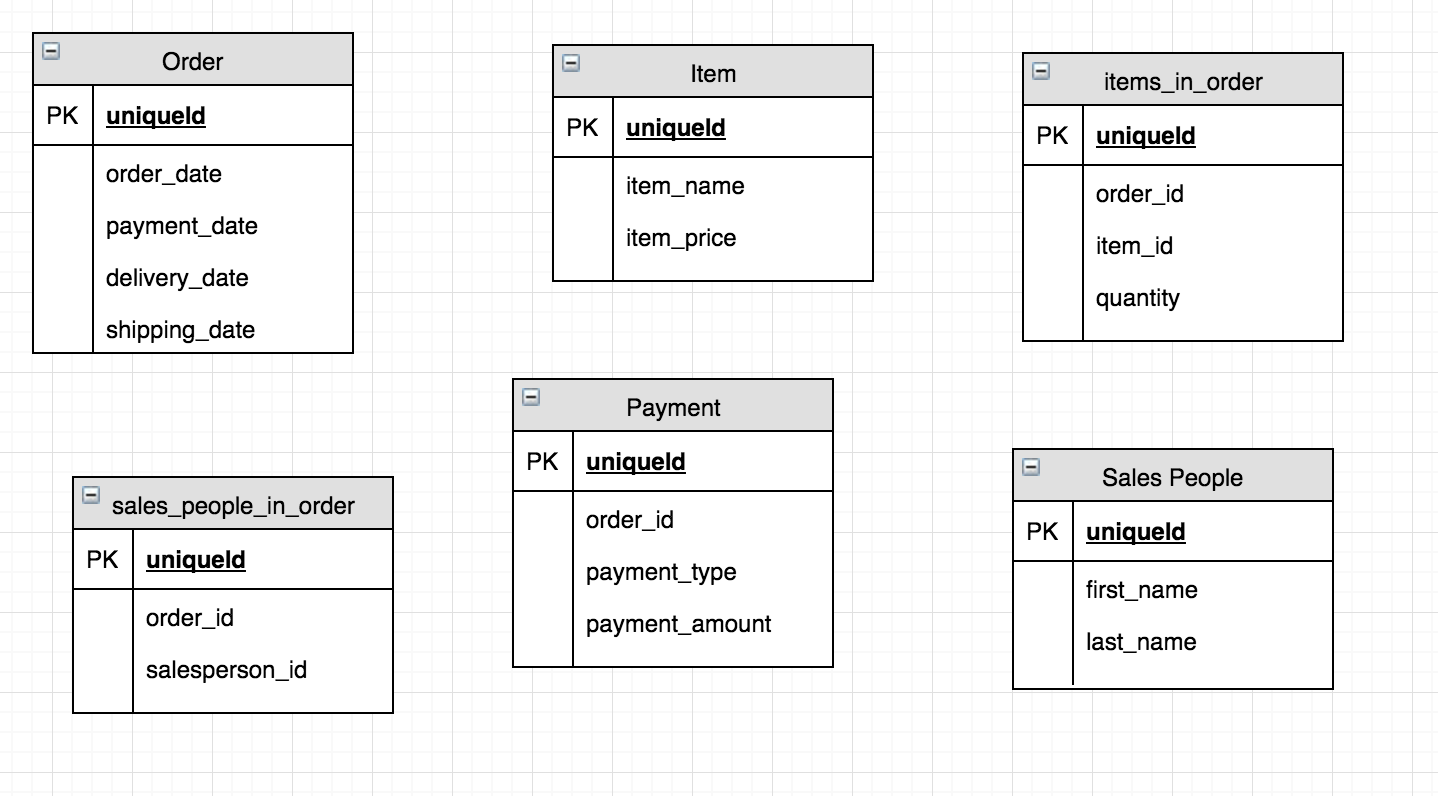 Order
PK uniqueId
order_date
payment_date
delivery_date
shipping_date
Item
PK uniqueId
item_name
item_price
items_in_order
PK uniqueId
order_id
item_id
quantity
sales_people_in_order
PK uniqueId
order_id
salesperson_id
Payment
PK uniqueId
order_id
payment_type
payment_amount
Sales People
PK uniqueId
first_name
last_name